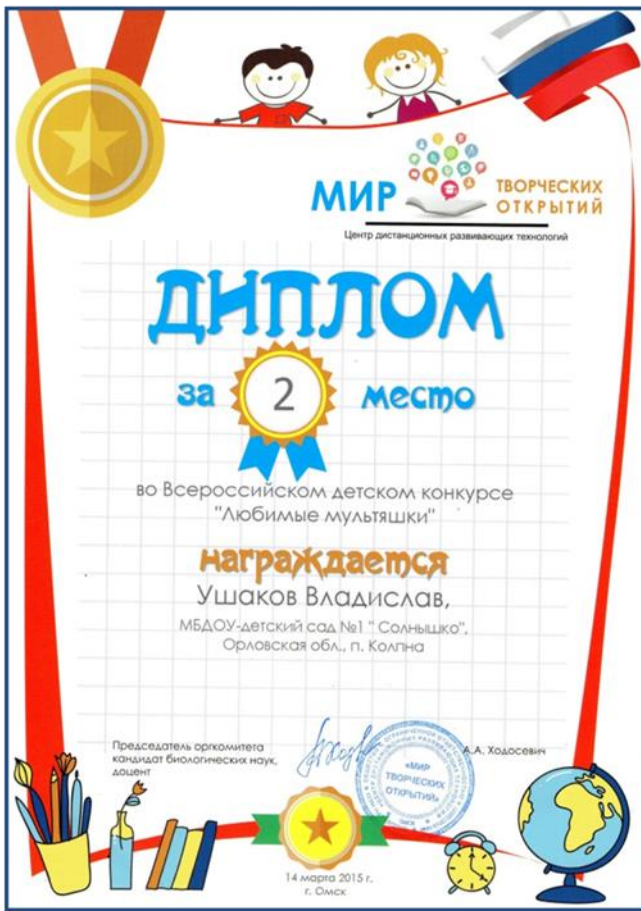 МИР
ТВОРЧЕСКИХ
ОТКРЫТИЙ
Центр дистанционных развивающих технологий
ДИПЛОМ
за 2 место
во Всероссийском детском конкурсе
"Любимые мультяшки"
награждается
Ушаков Владислав,
МБДОУ-детский сад №1 " Солнышко",
Орловская обл., п. Колпна
Председатель оргкомитета
кандидат биологических наук,
доцент
А.А. Ходосевич
«МИР
ТВОРЧЕСКИХ
ОТКРЫТИЙ»
14 марта 2015 г.
г. Омск